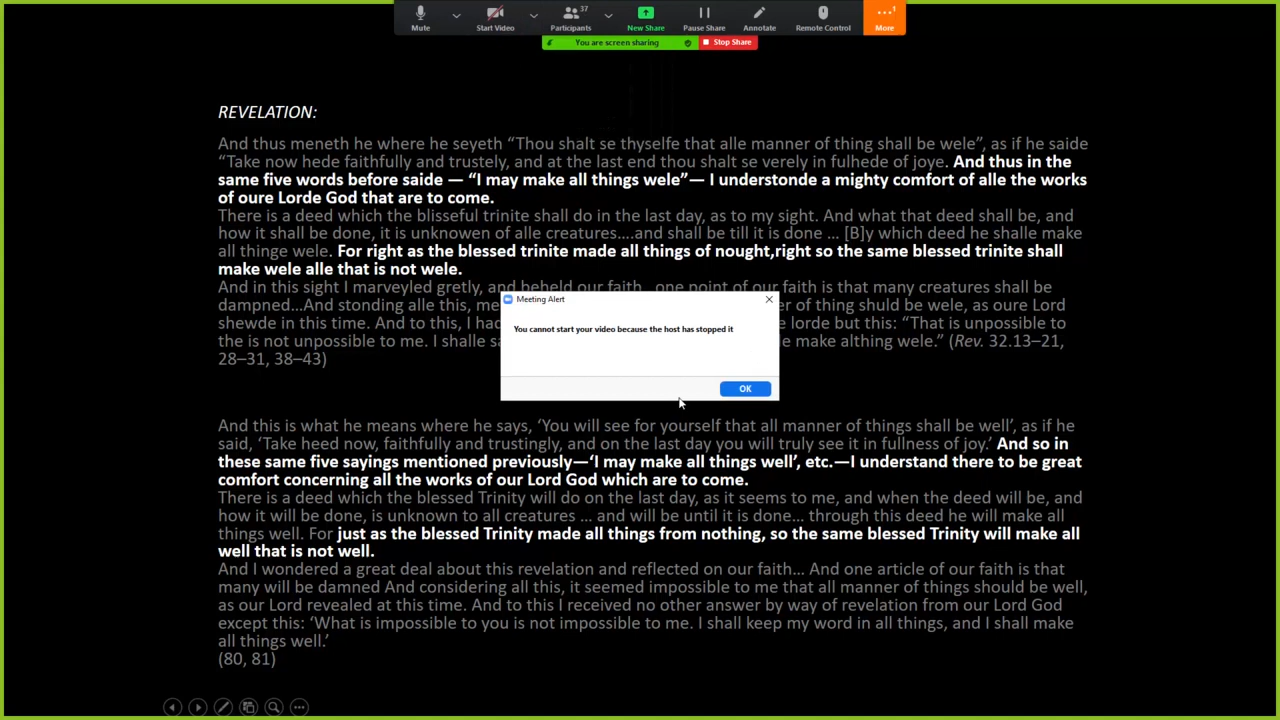 37
1
Mute
Start Video
Participants
New Share
Pause Share
Annotate
Remote Control
More
You are screen sharing
Stop Share
REVELATION:
And thus meneth he where he seyeth “Thou shalt se thyselfe that alle manner of thing shall be wele”, as if he saide
“Take now hede faithfully and trustely, and at the last end thou shalt se verely in fulhede of joye. And thus in the
same five words before saide — “I may make all things wele”— I understonde a mighty comfort of alle the works
of oure Lorde God that are to come.
There is a deed which the blisseful trinite shall do in the last day, as to my sight. And what that deed shall be, and
how it shall be done, it is unknowen of alle creatures....and shall be till it is done ... [B]y which deed he shalle make
all thinge wele. For right as the blessed trinite made all things of nought,right so the same blessed trinite shall
make wele alle that is not wele.
And in this sight I marveyled gretly, and beheld our faith one point of our faith is that many creatures shall be
dampned...And stonding alle this, me er of thing shuld be wele, as oure Lord
shewde in this time. And to this, I had e lorde but this: “That is unpossible to
the is not unpossible to me. I shalle sa e make althing wele.” (Rev. 32.13–21,
28–31, 38–43)
Meeting Alert
You cannot start your video because the host has stopped it
OK
And this is what he means where he says, ‘You will see for yourself that all manner of things shall be well’, as if he
said, ‘Take heed now, faithfully and trustingly, and on the last day you will truly see it in fullness of joy.’ And so in
these same five sayings mentioned previously—‘I may make all things well’, etc.—I understand there to be great
comfort concerning all the works of our Lord God which are to come.
There is a deed which the blessed Trinity will do on the last day, as it seems to me, and when the deed will be, and
how it will be done, is unknown to all creatures ... and will be until it is done... through this deed he will make all
things well. For just as the blessed Trinity made all things from nothing, so the same blessed Trinity will make all
well that is not well.
And I wondered a great deal about this revelation and reflected on our faith... And one article of our faith is that
many will be damned And considering all this, it seemed impossible to me that all manner of things should be well,
as our Lord revealed at this time. And to this I received no other answer by way of revelation from our Lord God
except this: ‘What is impossible to you is not impossible to me. I shall keep my word in all things, and I shall make
all things well.’
(80, 81)